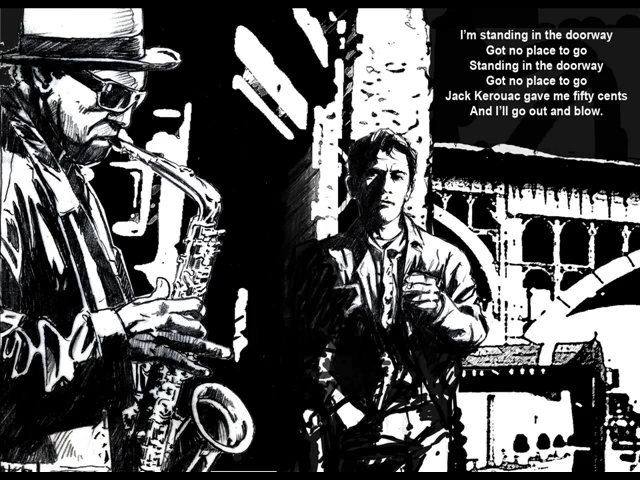 I'm standing in the doorway
Got no place to go
Standing in the doorway
Got no place to go
Jack Kerouac gave me fifty cents
And I'll go out and blow.